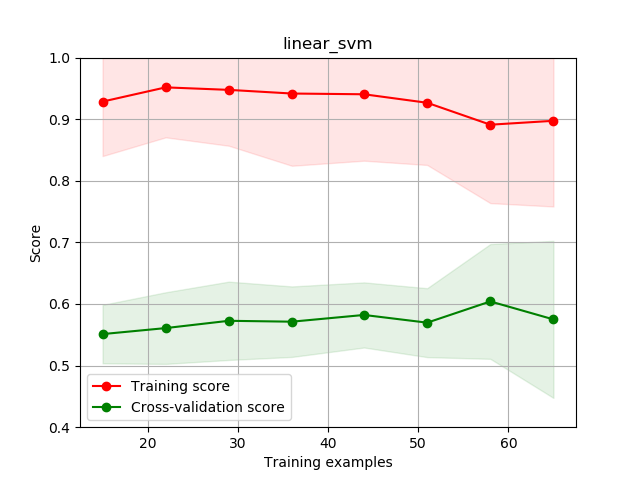 linear_svm
1.0
0.9
0.8
0.7
0.6
0.5
0.4
Score
Training score
Cross-validation score
20 30 40 50 60
Training examples